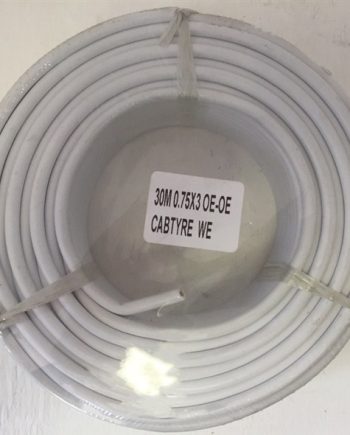 30M 0.75X3 OE-OE
CABTYRE WE